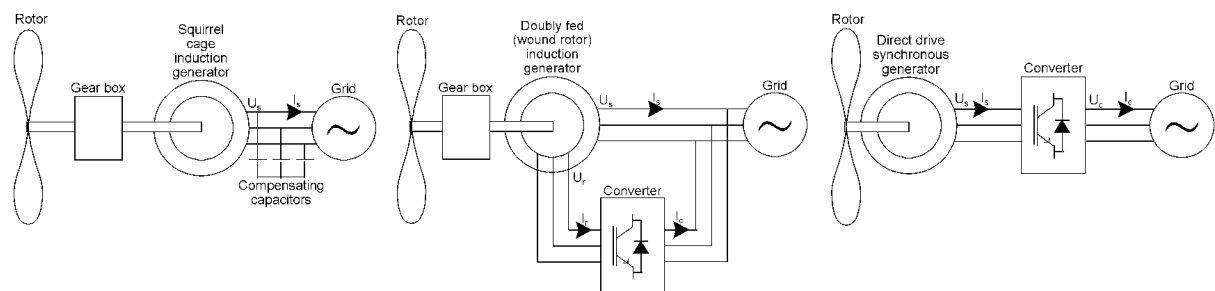 Rotor
Squirrel
cage
induction
generator
Gear box
Us
Is
Grid
Compensating
capacitors
Rotor
Doubly fed
(wound rotor)
induction
generator
Gear box
Us
Is
Grid
Ur
Converter
Ir
Ic
Rotor
Direct drive
synchronous
generator
Converter
Us
Is
Uc
Ic
Grid